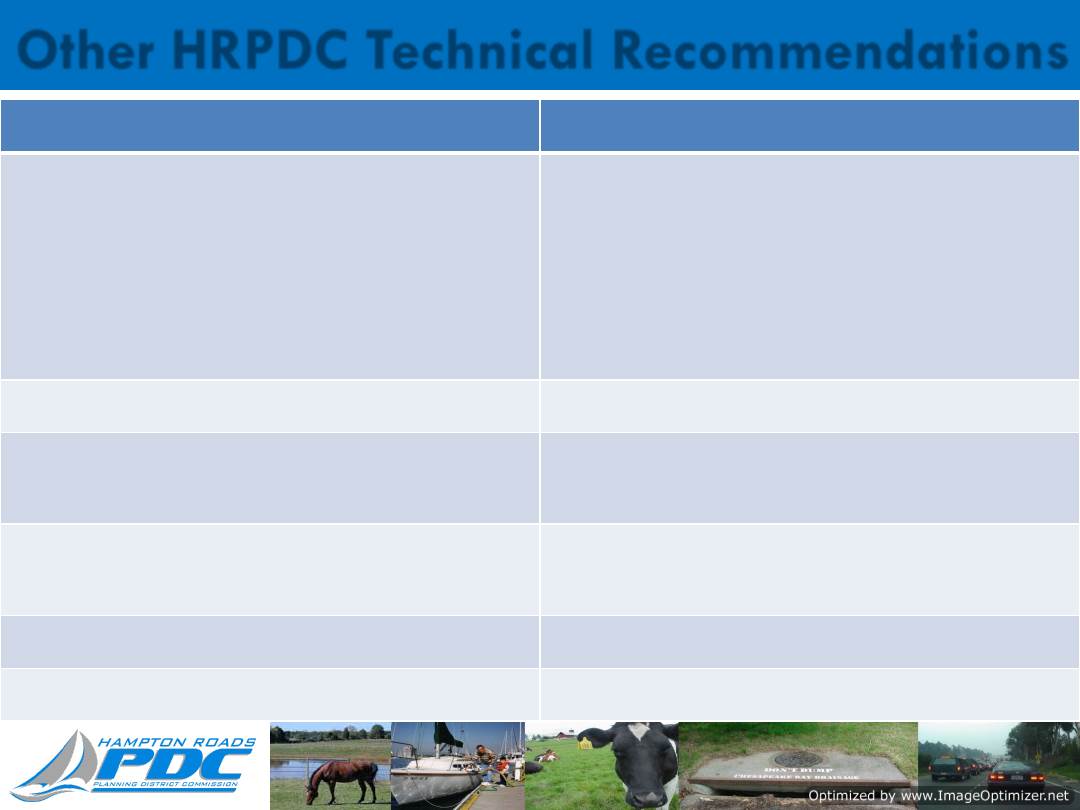 Other HRPDC Technical Recommendations
HAMPTON ROADS
PDC
PLANNING DISTRICT COMMISSION
DON'T DUMP
CHESAPEAKE BAY DRAINAGE
Optimized by www.ImageOptimizer.net